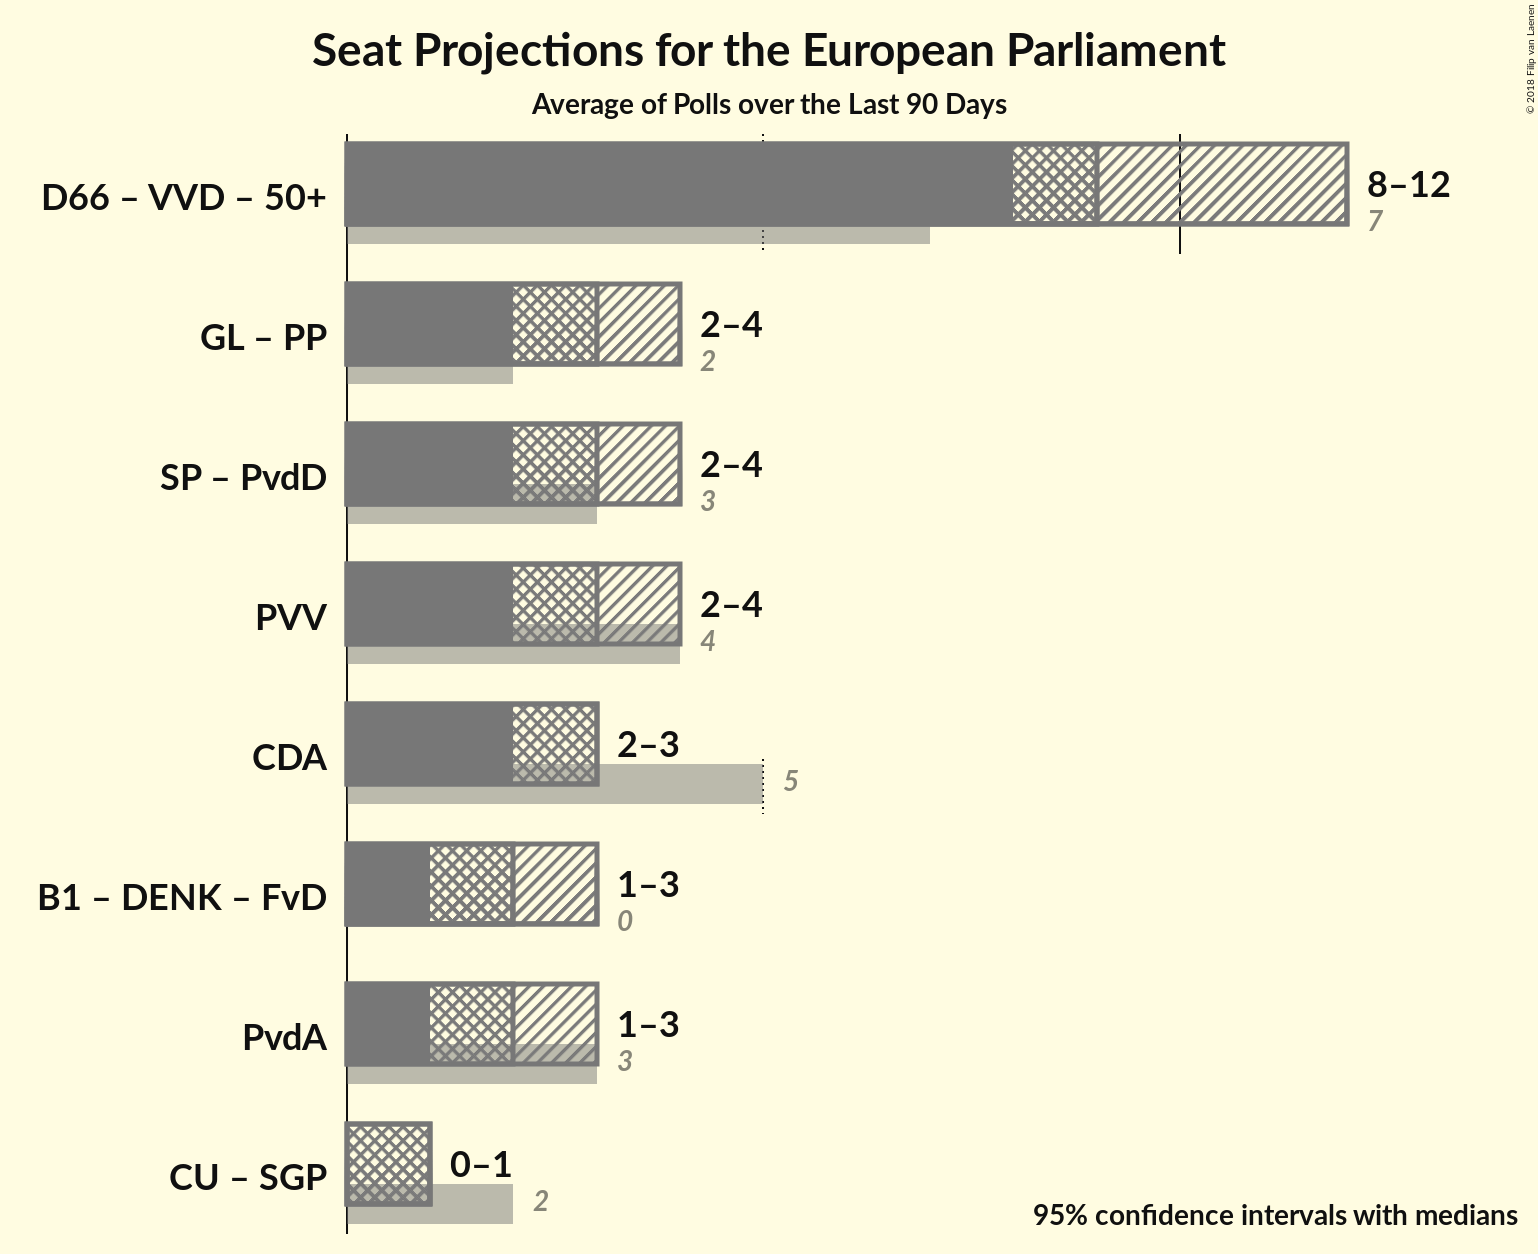 Seat Projections for the European Parliament
Average of Polls over the Last 90 Days
© 2018 Filip van Laenen
D66 – VVD – 50+
8–12
7
GL – PP
2–4
2
SP – PvdD
2–4
3
PVV
2–4
4
CDA
2–3
5
B1 – DENK – FvD
1–3
0
PvdA
1–3
3
CU – SGP
0–1
2
95% confidence intervals with medians